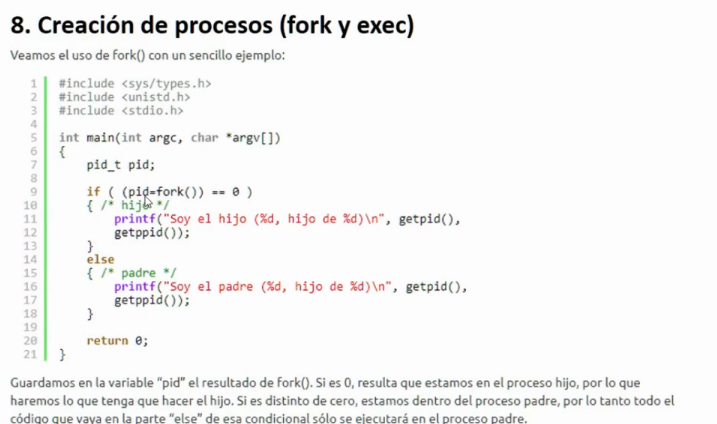 8. Creación de procesos (fork y exec)
Veamos el uso de fork() con un sencillo ejemplo:
1 #include <sys/types.h>
2 #include <unistd.h>
3 #include <stdio.h>
4
5 int main(int argc, char *argv[])
6 {
7 pid_t pid;
8
9 if ( (pid=fork()) == 0 )
10 { /* hijo */
11 printf("Soy el hijo (%d, hijo de %d)\n", getpid(),
12 getppid());
13 }
14 else
15 { /* padre */
16 printf("Soy el padre (%d, hijo de %d)\n", getpid(),
17 getppid());
18 }
19
20 return 0;
21 }
Guardamos en la variable “pid” el resultado de fork(). Si es 0, resulta que estamos en el proceso hijo, por lo que
haremos lo que tenga que hacer el hijo. Si es distinto de cero, estamos dentro del proceso padre, por lo tanto todo el
código que vaya en la parte “else” de esa condicional sólo se ejecutará en el proceso padre.